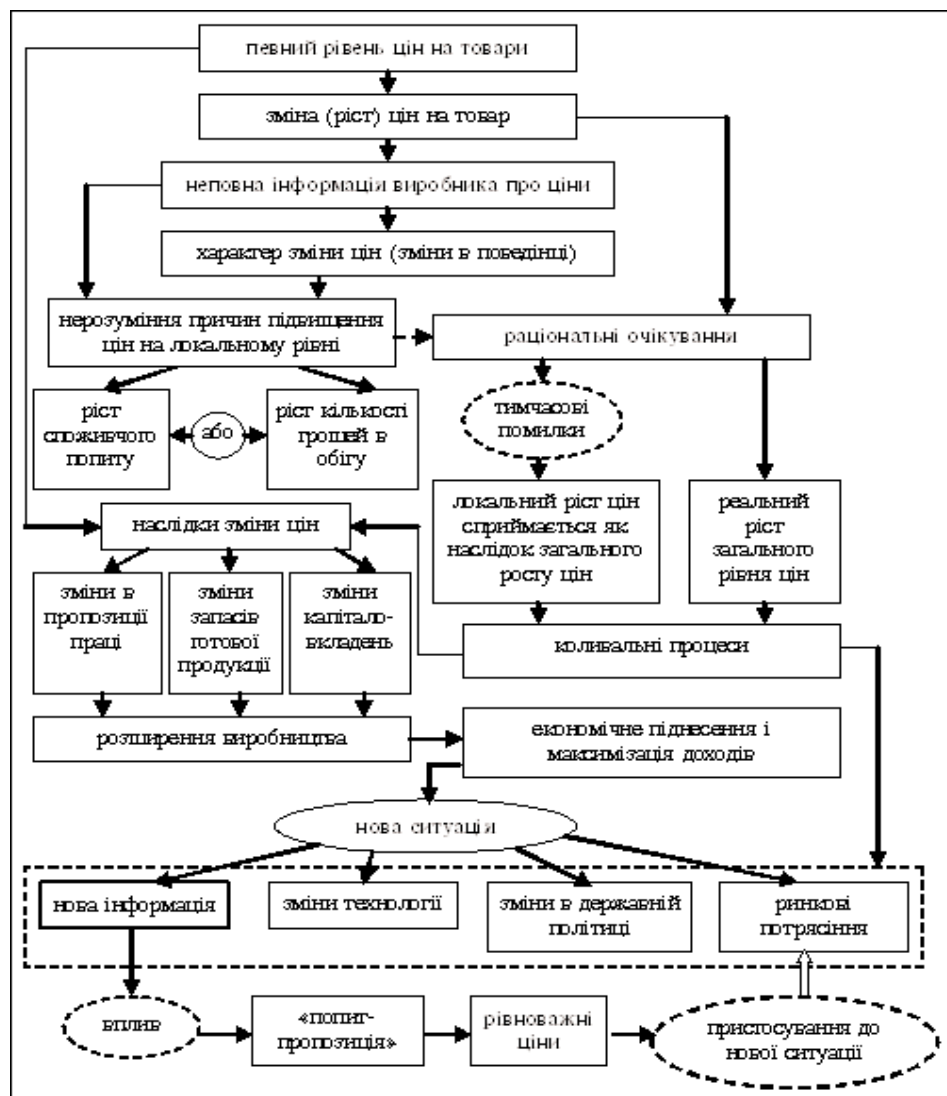 певний рівень цін на товари
зміна (ріст) цін на товар
неповна інформація виробника про ціни
характер зміни цін (зміни в поведінці)
нерозуміння причин підвищення
цін на локальному рівні
раціональні очікування
ріст
споживчого
попиту
або
ріст кількості
грошей в
обігу
тимчасові
помилки
локальний ріст цін
сприймається як
наслідок загального
росту цін
реальний
ріст
загального
рівня цін
наслідки зміни цін
зміни в
пропозиції
праці
зміни
запасів
готової
продукції
зміни
капітало-
вкладень
коливальні процеси
розширення виробництва
економічне піднесення і
максимізація доходів
нова ситуація
нова інформація
зміни технології
зміни в державній
політиці
ринкові
потрясіння
вплив
«попит-
пропозиція»
рівноважні
ціни
пристосування до
нової ситуації